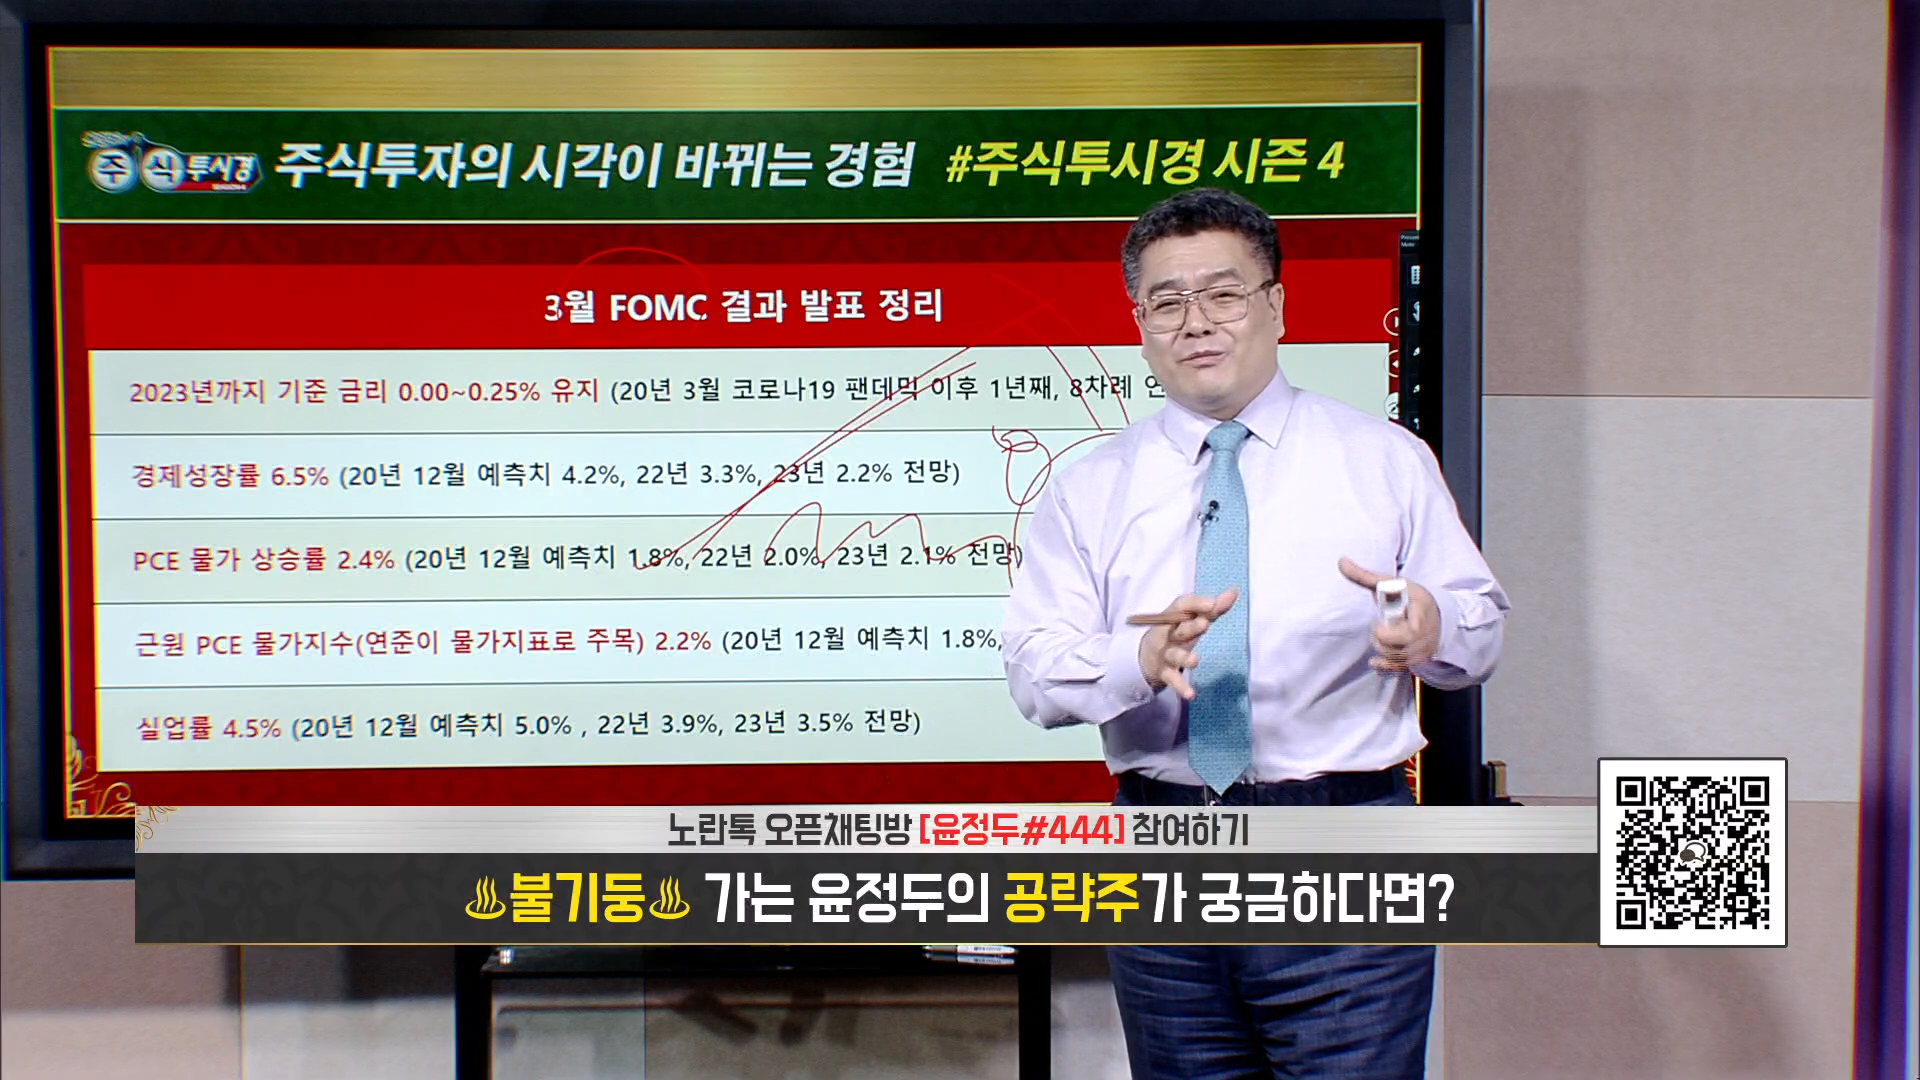 주식투시경 주식투자의 시각이 바뀌는 경험 #주식투시경 시즌 4
3월 FOMC 결과 발표 정리
2023년까지 기준 금리 0.00~0.25% 유지 (20년 3월 코로나19 팬데믹 이후 1년째, 8차례 연
경제성장률 6.5% (20년 12월 예측치 4.2%, 22년 3.3%, 23년 2.2% 전망)
PCE 물가 상승률 2.4% (20년 12월 예측치 1.8%, 22년 2.0%, 23년 2.1% 전망)
근원 PCE 물가지수(연준이 물가지표로 주목) 2.2% (20년 12월 예측치 1.8%,
실업률 4.5% (20년 12월 예측치 5.0% , 22년 3.9%, 23년 3.5% 전망)
노란톡 오픈채팅방 [윤정두#444] 참여하기
♨불기둥♨ 가는 윤정두의 공략주가 궁금하다면?